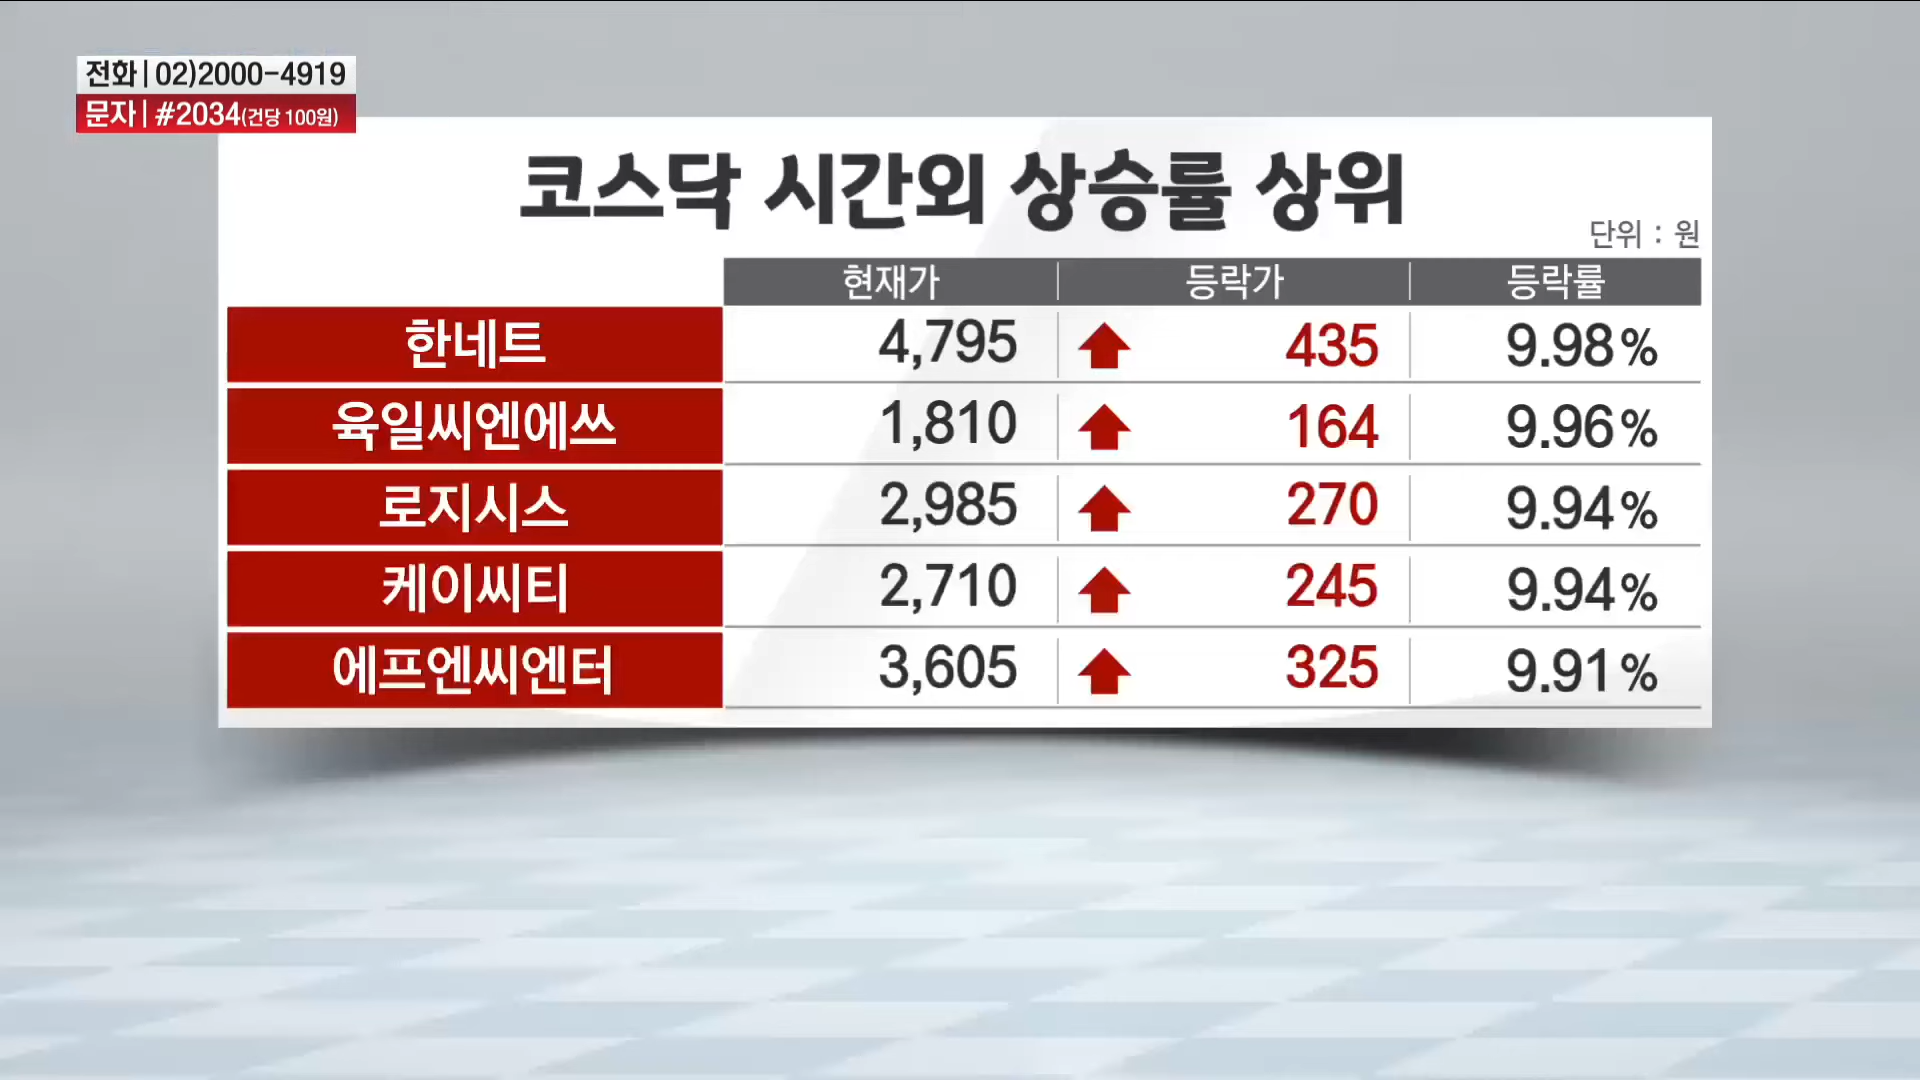 전화 | 02)2000-4919
문자 | #2034(건당 100원)
코스닥 시간외 상승률 상위
단위 : 원
현재가 등락가 등락률
한네트 4,795 435 9.98%
육일씨엔에쓰 1,810 164 9.96%
로지시스 2,985 270 9.94%
케이씨티 2,710 245 9.94%
에프엔씨엔터 3,605 325 9.91%